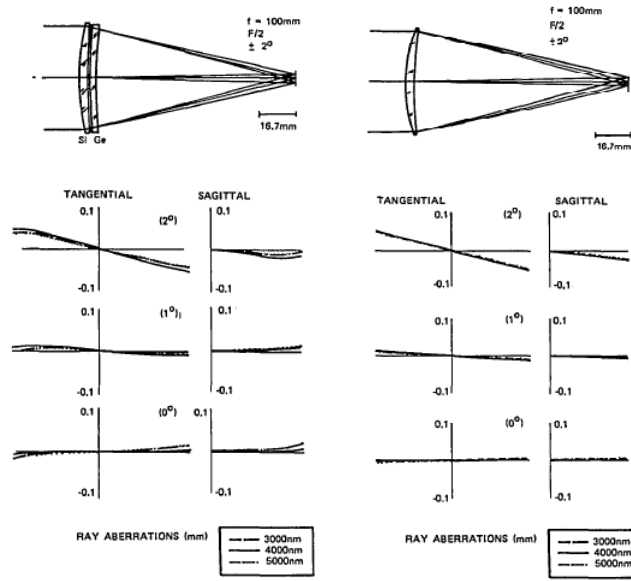 f = 100mm
F/2
± 2°
16.7mm
Si Ge
TANGENTIAL SAGITTAL
0.1 (2°) 0.1
-0.1 -0.1
0.1 (1°) 0.1
-0.1 -0.1
0.1 (0°) 0.1
-0.1 -0.1
RAY ABERRATIONS (mm)
3000nm
4000nm
5000nm
f = 100mm
F/2
±2°
16.7mm
TANGENTIAL SAGITTAL
0.1 (2°) 0.1
-0.1 -0.1
0.1 (1°) 0.1
-0.1 -0.1
0.1 (0°) 0.1
-0.1 -0.1
RAY ABERRATIONS (mm)
3000nm
4000nm
5000nm